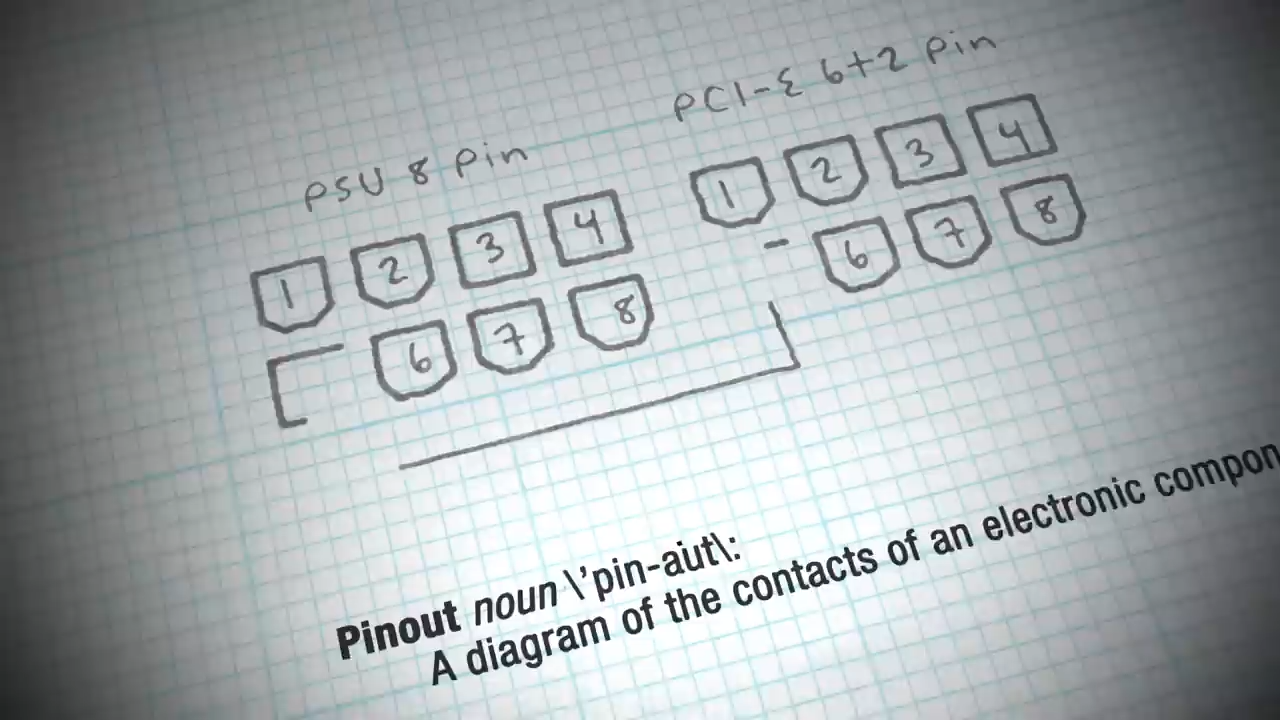 PCI-E 6+2 Pin
PSU 8 Pin
1 2 3 4
6 7 8
1 2 3 4
6 7 8
Pinout noun \'pin-aut\:
A diagram of the contacts of an electronic compon